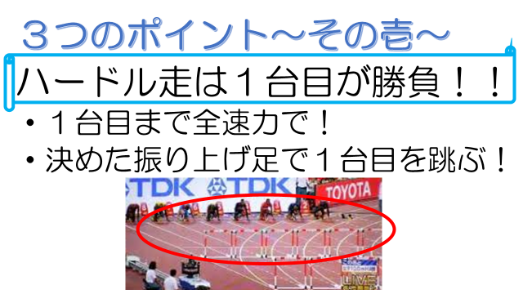 ３つのポイント～その壱～
ハードル走は１台目が勝負！！
・１台目まで全速力で！
・決めた振り上げ足で１台目を跳ぶ！
TDK TDK
TOYOTA
LIVE